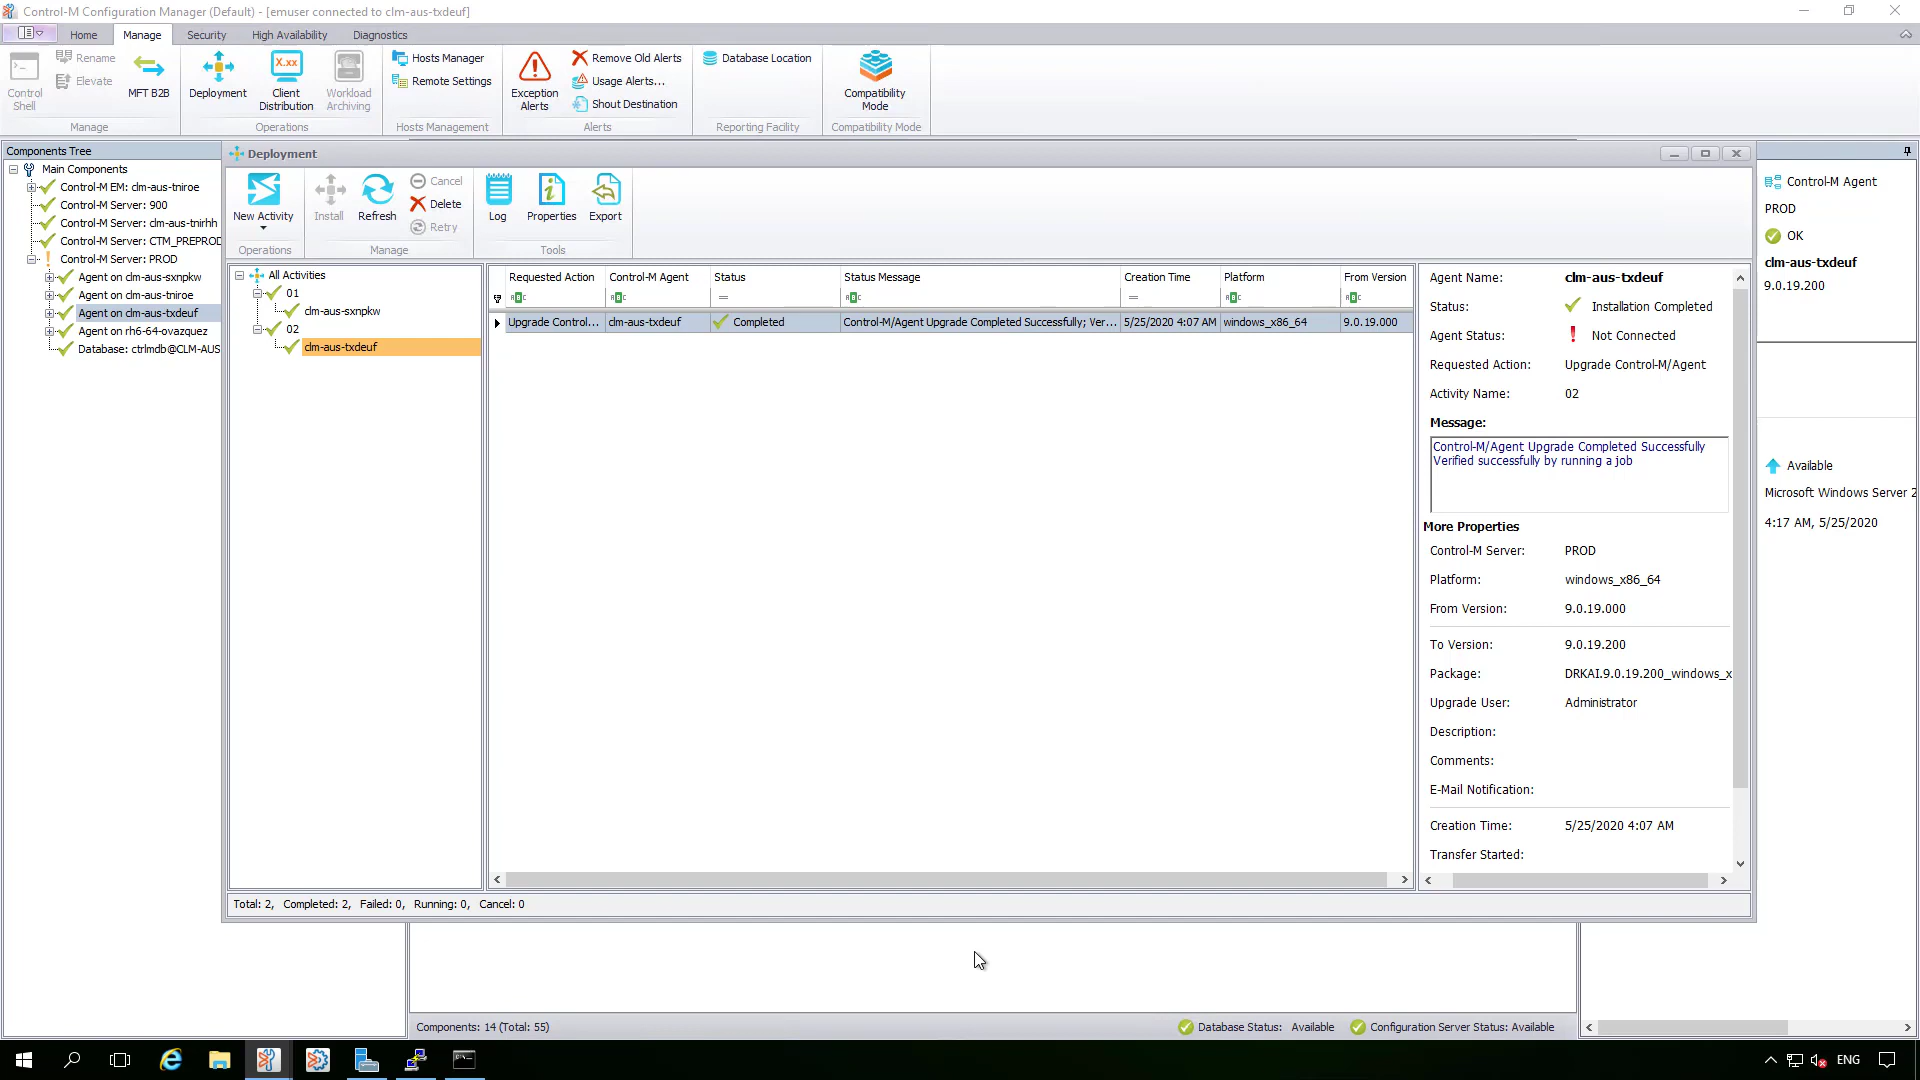 Control-M Configuration Manager (Default) - [emuser connected to clm-aus-txdeuf]
Home Manage Security High Availability Diagnostics
Control Shell
Rename
Elevate
MFT B2B
Manage
Deployment
Client Distribution
Workload Archiving
Operations
Hosts Manager
Remote Settings
Hosts Management
Exception Alerts
Remove Old Alerts
Usage Alerts...
Shout Destination
Alerts
Database Location
Reporting Facility
Compatibility Mode
Compatibility Mode
Components Tree
Main Components
Control-M EM: clm-aus-tniroe
Control-M Server: 900
Control-M Server: clm-aus-tnirhh
Control-M Server: CTM_PREPROD
Control-M Server: PROD
Agent on clm-aus-sxnpkw
Agent on clm-aus-tniroe
Agent on clm-aus-txdeuf
Agent on rh6-64-ovazquez
Database: ctrlmdb@CLM-AUS
Deployment
New Activity
Operations
Install
Refresh
Cancel
Delete
Retry
Manage
Log
Properties
Export
Tools
All Activities
01
clm-aus-sxnpkw
02
clm-aus-txdeuf
Requested Action Control-M Agent Status Status Message Creation Time Platform From Version
Upgrade Control... clm-aus-txdeuf Completed Control-M/Agent Upgrade Completed Successfully; Ver... 5/25/2020 4:07 AM windows_x86_64 9.0.19.000
Agent Name: clm-aus-txdeuf
Status: Installation Completed
Agent Status: Not Connected
Requested Action: Upgrade Control-M/Agent
Activity Name: 02
Message:
Control-M/Agent Upgrade Completed Successfully
Verified successfully by running a job
More Properties
Control-M Server: PROD
Platform: windows_x86_64
From Version: 9.0.19.000
To Version: 9.0.19.200
Package: DRKAI.9.0.19.200_windows_x
Upgrade User: Administrator
Description:
Comments:
E-Mail Notification:
Creation Time: 5/25/2020 4:07 AM
Transfer Started:
Total: 2, Completed: 2, Failed: 0, Running: 0, Cancel: 0
Control-M Agent
PROD
OK
clm-aus-txdeuf
9.0.19.200
Available
Microsoft Windows Server 2
4:17 AM, 5/25/2020
Components: 14 (Total: 55)
Database Status: Available
Configuration Server Status: Available
ENG